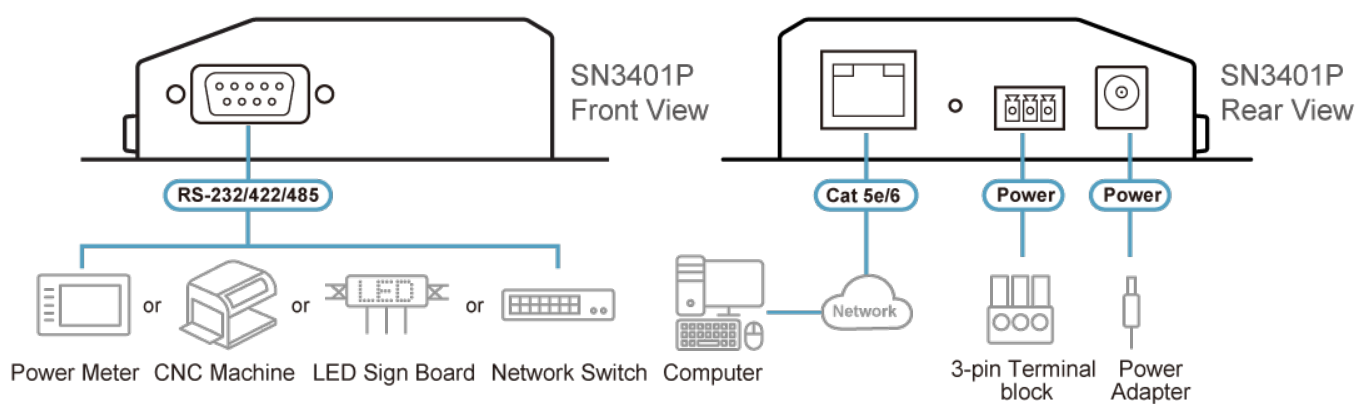 SN3401P
Front View
SN3401P
Rear View
RS-232/422/485
Cat 5e/6
Power
Power
or
or
LED
or
Network
Power Meter
CNC Machine
LED Sign Board
Network Switch
Computer
3-pin Terminal
block
Power
Adapter